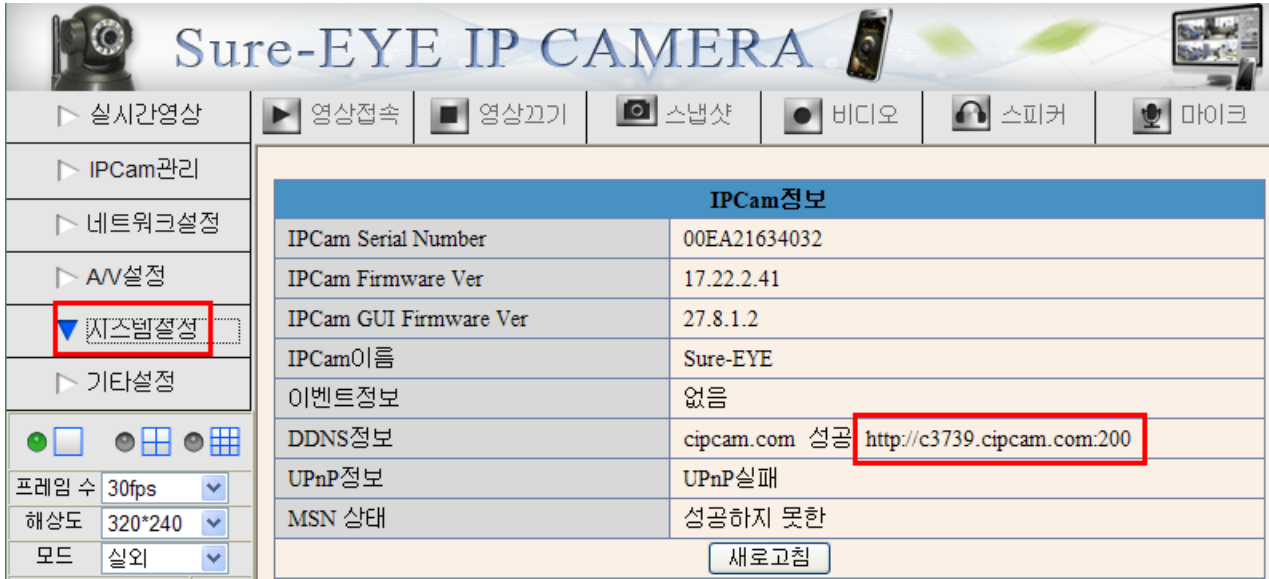 Sure-EYE IP CAMERA
실시간영상
영상접속 영상끄기 스냅샷 비디오 스피커 마이크
IPCam관리
네트워크설정
A/V설정
시스템설정
기타설정
IPCam정보
IPCam Serial Number 00EA21634032
IPCam Firmware Ver 17.22.2.41
IPCam GUI Firmware Ver 27.8.1.2
IPCam이름 Sure-EYE
이벤트정보 없음
DDNS정보 cipcam.com 성공 http://c3739.cipcam.com:200
UPnP정보 UPnP실패
MSN 상태 성공하지 못한
새로고침
프레임 수 30fps
해상도 320*240
모드 실외